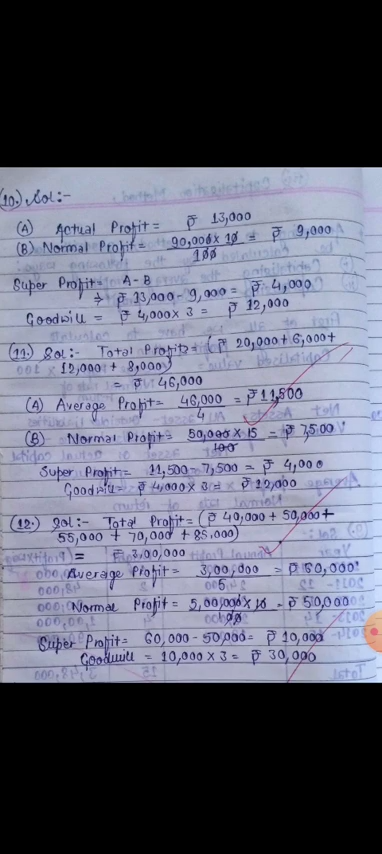 (10.) Sol:-
(A) Actual Profit = ₹ 13,000
(B) Normal Profit = 90,000 x 10 / 100 = ₹ 9,000
Super Profit = A - B
⇒ ₹ 13,000 - 9,000 = ₹ 4,000
Goodwill = ₹ 4,000 x 3 = ₹ 12,000
(11.) Sol:- Total Profit = (₹ 20,000 + 6,000 +
12,000 + 8,000)
= ₹ 46,000
(A) Average Profit = 46,000 / 4 = ₹ 11,500
(B) Normal Profit = 50,000 x 15 / 100 = ₹ 7,500
Super Profit = 11,500 - 7,500 = ₹ 4,000
Goodwill = ₹ 4,000 x 3 = ₹ 12,000
(12.) Sol:- Total Profit = (₹ 40,000 + 50,000 +
55,000 + 70,000 + 85,000)
= ₹ 3,00,000
Average Profit = 3,00,000 / 5 = ₹ 60,000
Normal Profit = 5,00,000 x 10 / 100 = ₹ 50,000
Super Profit = 60,000 - 50,000 = ₹ 10,000
Goodwill = 10,000 x 3 = ₹ 30,000